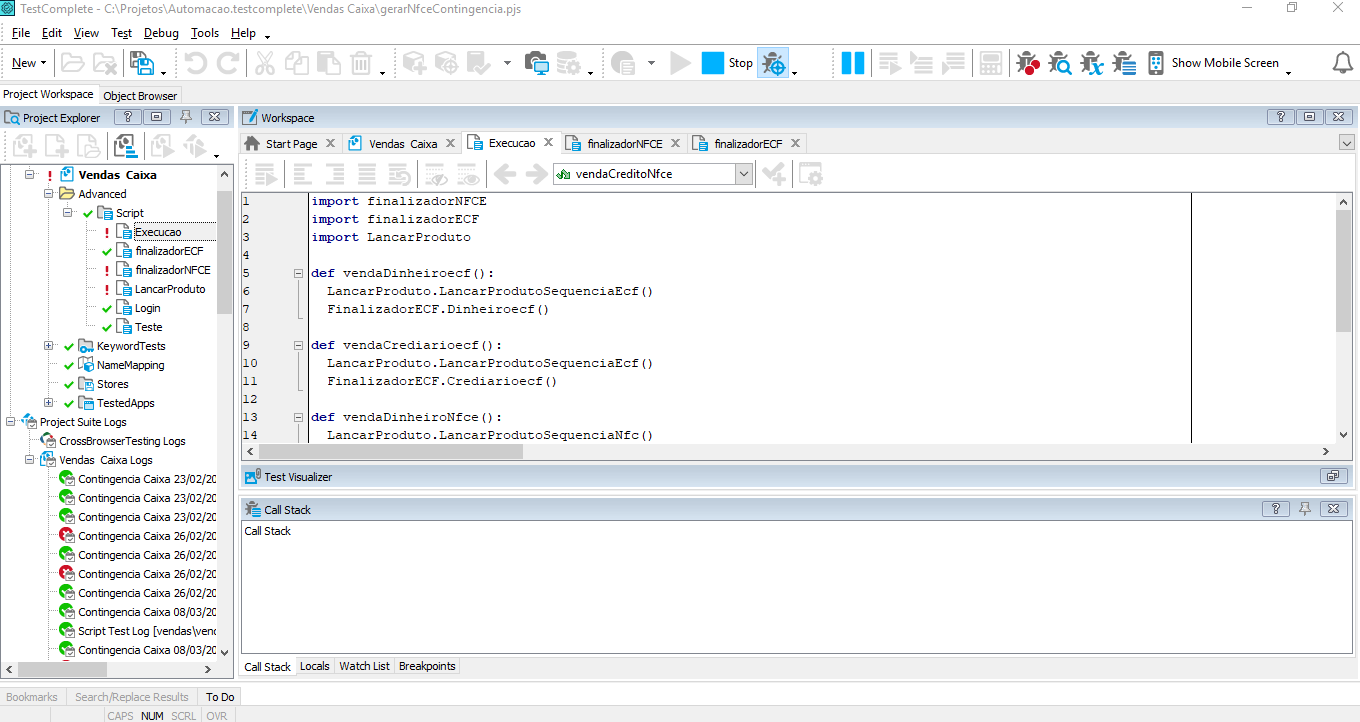 TestComplete - C:\Projetos\Automacao.testcomplete\Vendas Caixa\gerarNfceContingencia.pjs
File Edit View Test Debug Tools Help
New Stop Show Mobile Screen
Project Workspace Object Browser
Project Explorer
Vendas Caixa
Advanced
Script
Execucao
finalizadorECF
finalizadorNFCE
LancarProduto
Login
Teste
KeywordTests
NameMapping
Stores
TestedApps
Project Suite Logs
CrossBrowserTesting Logs
Vendas Caixa Logs
Contingencia Caixa 23/02/20
Contingencia Caixa 23/02/20
Contingencia Caixa 23/02/20
Contingencia Caixa 26/02/20
Contingencia Caixa 26/02/20
Contingencia Caixa 26/02/20
Contingencia Caixa 26/02/20
Contingencia Caixa 08/03/20
Script Test Log [vendas\vend
Contingencia Caixa 08/03/20
Workspace
Start Page Vendas Caixa Execucao finalizadorNFCE finalizadorECF
vendaCreditoNfce
1 import finalizadorNFCE
2 import finalizadorECF
3 import LancarProduto
4
5 def vendaDinheiroecf():
6 LancarProduto.LancarProdutoSequenciaEcf()
7 FinalizadorECF.Dinheiroecf()
8
9 def vendaCrediarioecf():
10 LancarProduto.LancarProdutoSequenciaEcf()
11 FinalizadorECF.Crediarioecf()
12
13 def vendaDinheiroNfce():
14 LancarProduto.LancarProdutoSequenciaNfc()
Test Visualizer
Call Stack
Call Stack
Call Stack Locals Watch List Breakpoints
Bookmarks Search/Replace Results To Do
CAPS NUM SCRL OVR